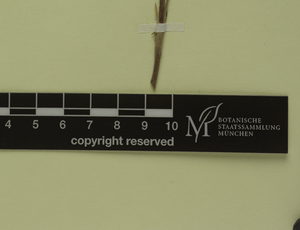 4 5 6 7 8 9 10
copyright reserved
M
BOTANISCHE
STAATSSAMMLUNG
MÜNCHEN